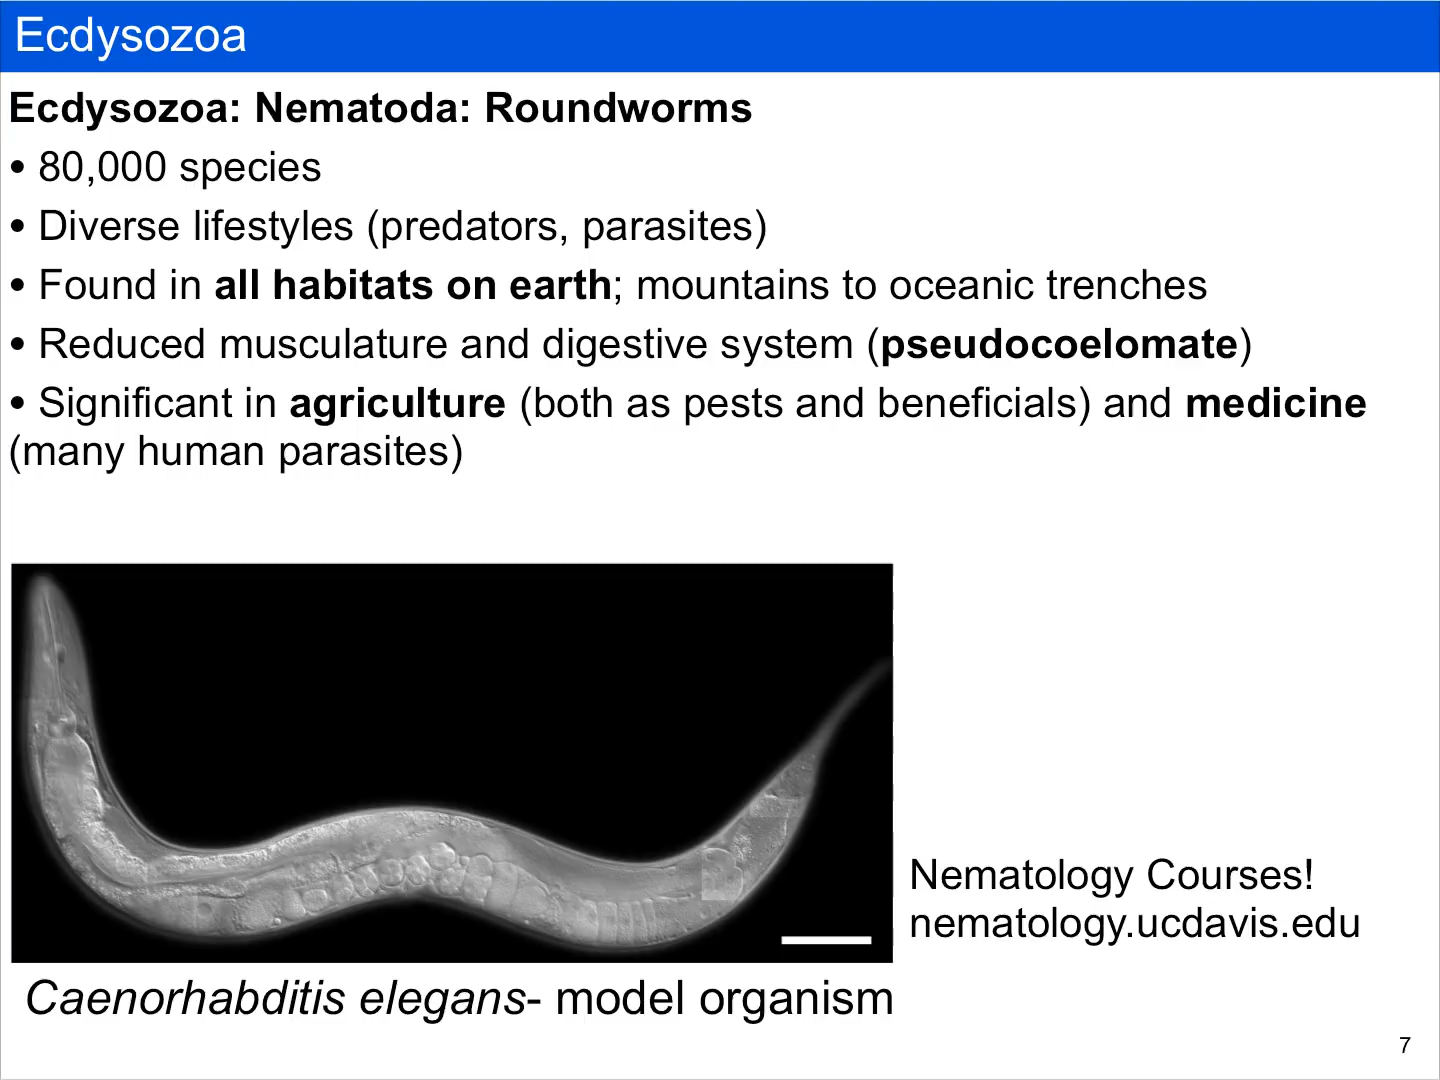 Ecdysozoa
Ecdysozoa: Nematoda: Roundworms
• 80,000 species
• Diverse lifestyles (predators, parasites)
• Found in all habitats on earth; mountains to oceanic trenches
• Reduced musculature and digestive system (pseudocoelomate)
• Significant in agriculture (both as pests and beneficials) and medicine
(many human parasites)
Nematology Courses!
nematology.ucdavis.edu
Caenorhabditis elegans- model organism
7